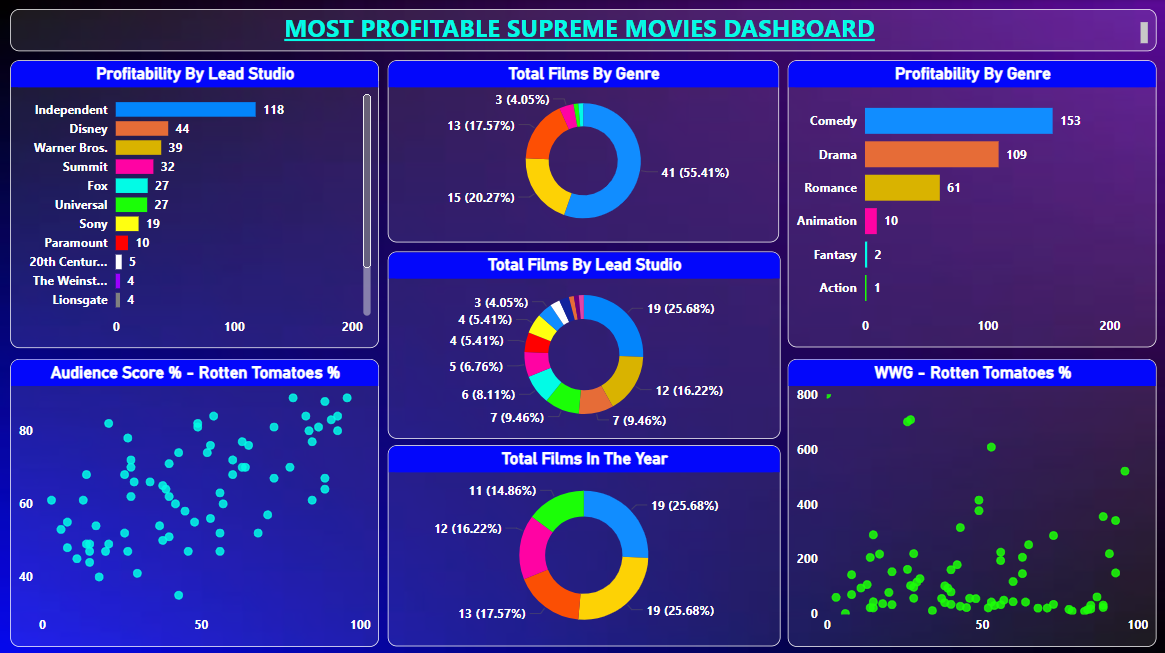 MOST PROFITABLE SUPREME MOVIES DASHBOARD
Profitability By Lead Studio
Independent 118
Disney 44
Warner Bros. 39
Summit 32
Fox 27
Universal 27
Sony 19
Paramount 10
20th Centur... 5
The Weinst... 4
Lionsgate 4
0 100 200
Total Films By Genre
3 (4.05%)
13 (17.57%)
41 (55.41%)
15 (20.27%)
Profitability By Genre
Comedy 153
Drama 109
Romance 61
Animation 10
Fantasy 2
Action 1
0 100 200
Total Films By Lead Studio
3 (4.05%)
19 (25.68%)
4 (5.41%)
4 (5.41%)
5 (6.76%)
12 (16.22%)
6 (8.11%)
7 (9.46%)
7 (9.46%)
Audience Score % - Rotten Tomatoes %
80
60
40
0 50 100
Total Films In The Year
11 (14.86%)
19 (25.68%)
12 (16.22%)
13 (17.57%)
19 (25.68%)
WWG - Rotten Tomatoes %
800
600
400
200
0
0 50 100